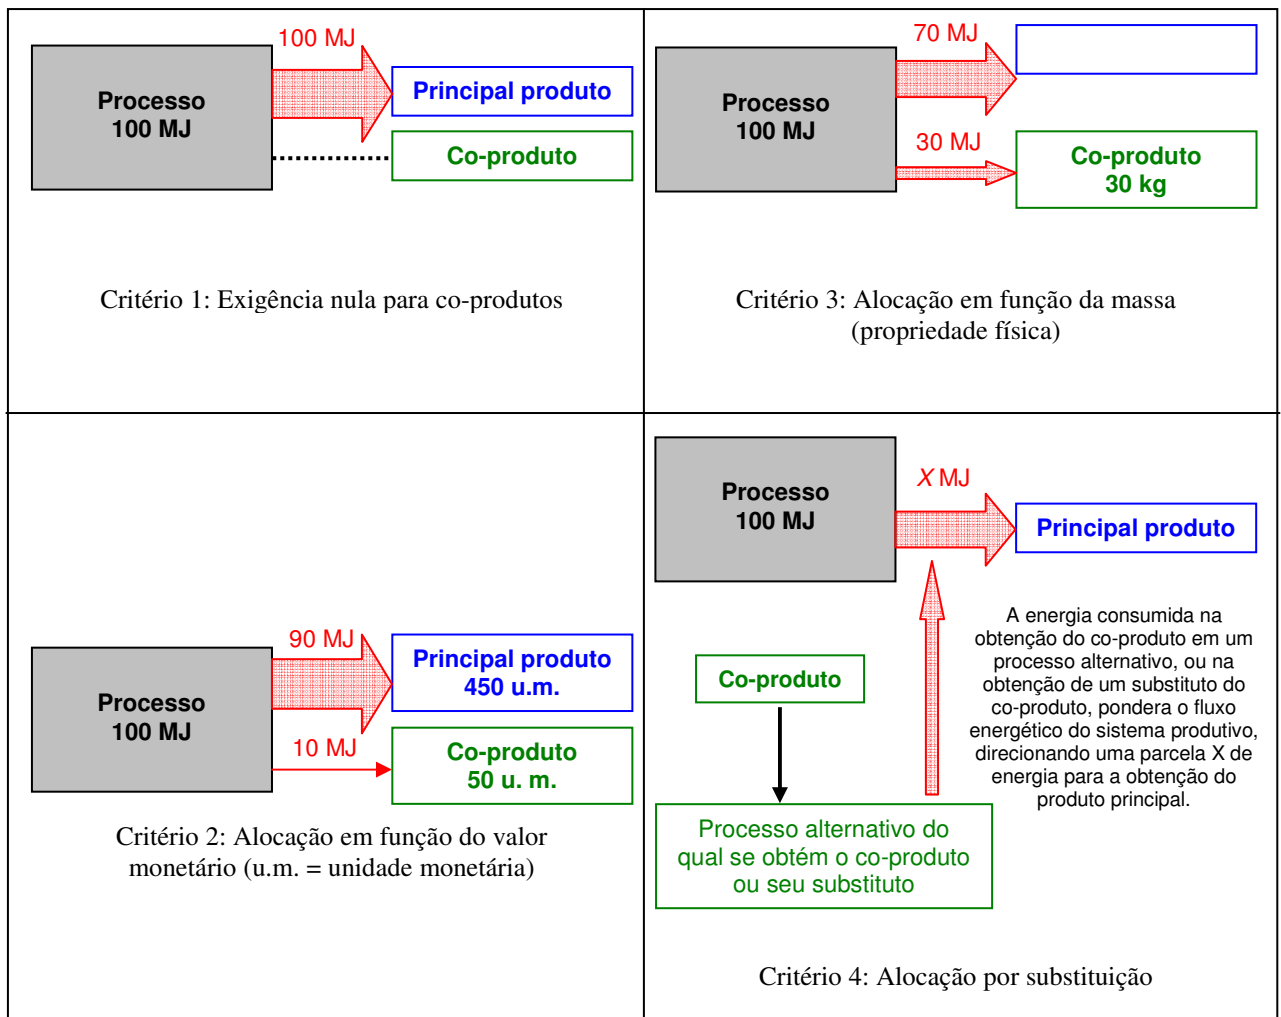 100 MJ
Processo
100 MJ
Principal produto
Co-produto
Critério 1: Exigência nula para co-produtos
70 MJ
Processo
100 MJ
30 MJ
Co-produto
30 kg
Critério 3: Alocação em função da massa
(propriedade física)
90 MJ
Processo
100 MJ
Principal produto
450 u.m.
10 MJ
Co-produto
50 u. m.
Critério 2: Alocação em função do valor
monetário (u.m. = unidade monetária)
Processo
100 MJ
X MJ
Principal produto
Co-produto
A energia consumida na
obtenção do co-produto em um
processo alternativo, ou na
obtenção de um substituto do
co-produto, pondera o fluxo
energético do sistema produtivo,
direcionando uma parcela X de
energia para a obtenção do
produto principal.
Processo alternativo do
qual se obtém o co-produto
ou seu substituto
Critério 4: Alocação por substituição